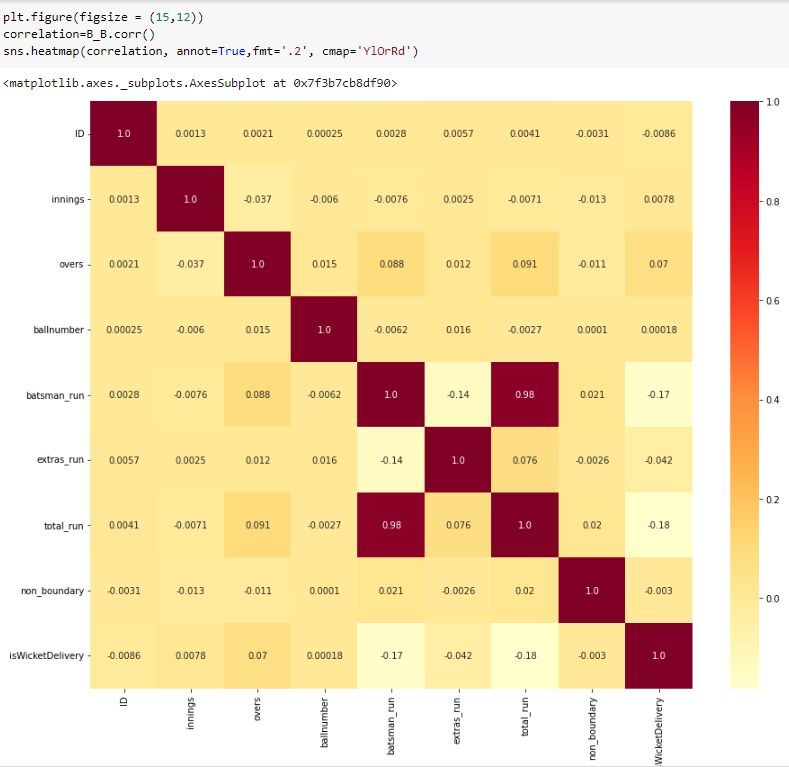 plt.figure(figsize = (15,12))
correlation=B_B.corr()
sns.heatmap(correlation, annot=True,fmt='.2', cmap='YlOrRd')
<matplotlib.axes._subplots.AxesSubplot at 0x7f3b7cb8df90>
ID 1.0 0.0013 0.0021 0.00025 0.0028 0.0057 0.0041 -0.0031 -0.0086
innings 0.0013 1.0 -0.037 -0.006 -0.0076 0.0025 -0.0071 -0.013 0.0078
overs 0.0021 -0.037 1.0 0.015 0.088 0.012 0.091 -0.011 0.07
ballnumber 0.00025 -0.006 0.015 1.0 -0.0062 0.016 -0.0027 0.0001 0.00018
batsman_run 0.0028 -0.0076 0.088 -0.0062 1.0 -0.14 0.98 0.021 -0.17
extras_run 0.0057 0.0025 0.012 0.016 -0.14 1.0 0.076 -0.0026 -0.042
total_run 0.0041 -0.0071 0.091 -0.0027 0.98 0.076 1.0 0.02 -0.18
non_boundary -0.0031 -0.013 -0.011 0.0001 0.021 -0.0026 0.02 1.0 -0.003
isWicketDelivery -0.0086 0.0078 0.07 0.00018 -0.17 -0.042 -0.18 -0.003 1.0
ID innings overs ballnumber batsman_run extras_run total_run non_boundary sWicketDelivery
1.0
0.8
0.6
0.4
0.2
0.0